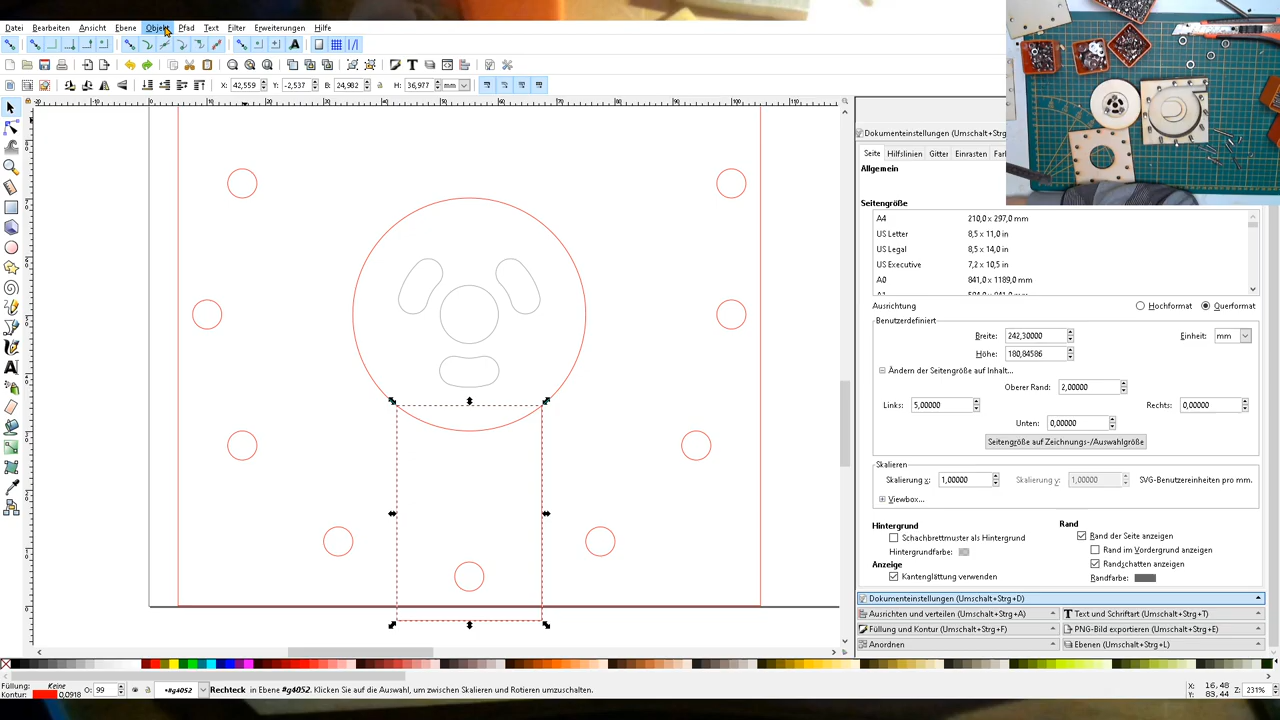 Datei Bearbeiten Ansicht Ebene Objekt Pfad Text Filter Erweiterungen Hilfe
X: 42,559 Y: -2,537 B: 24,982 H: 36,977 mm
Dokumenteinstellungen (Umschalt+Strg
Seite Hilfslinien Gitter Einrasten
Allgemein
Seitengröße
A4 210,0 x 297,0 mm
US Letter 8,5 x 11,0 in
US Legal 8,5 x 14,0 in
US Executive 7,2 x 10,5 in
A0 841,0 x 1189,0 mm
Ausrichtung Hochformat Querformat
Benutzerdefiniert
Breite: 242,30000 Einheit: mm
Höhe: 180,84586
Ändern der Seitengröße auf Inhalt...
Oberer Rand: 2,00000
Links: 5,00000 Rechts: 0,00000
Unten: 0,00000
Seitengröße auf Zeichnungs-/Auswahlgröße
Skalieren
Skalierung x: 1,00000 Skalierung y: 1,00000 SVG-Benutzereinheiten pro mm.
Viewbox...
Hintergrund Rand
Schachbrettmuster als Hintergrund Rand der Seite anzeigen
Hintergrundfarbe: Rand im Vordergrund anzeigen
Anzeige Randschatten anzeigen
Kantenglättung verwenden Randfarbe:
Dokumenteinstellungen (Umschalt+Strg+D)
Ausrichten und verteilen (Umschalt+Strg+A) Text und Schriftart (Umschalt+Strg+T)
Füllung und Kontur (Umschalt+Strg+F) PNG-Bild exportieren (Umschalt+Strg+E)
Anordnen Ebenen (Umschalt+Strg+L)
Füllung: Keine
Kontur: 0,0918 O: 99 #g4052 Rechteck in Ebene #g4052. Klicken Sie auf die Auswahl, um zwischen Skalieren und Rotieren umzuschalten.
X: 16,48
Y: 83,44 Z: 231%